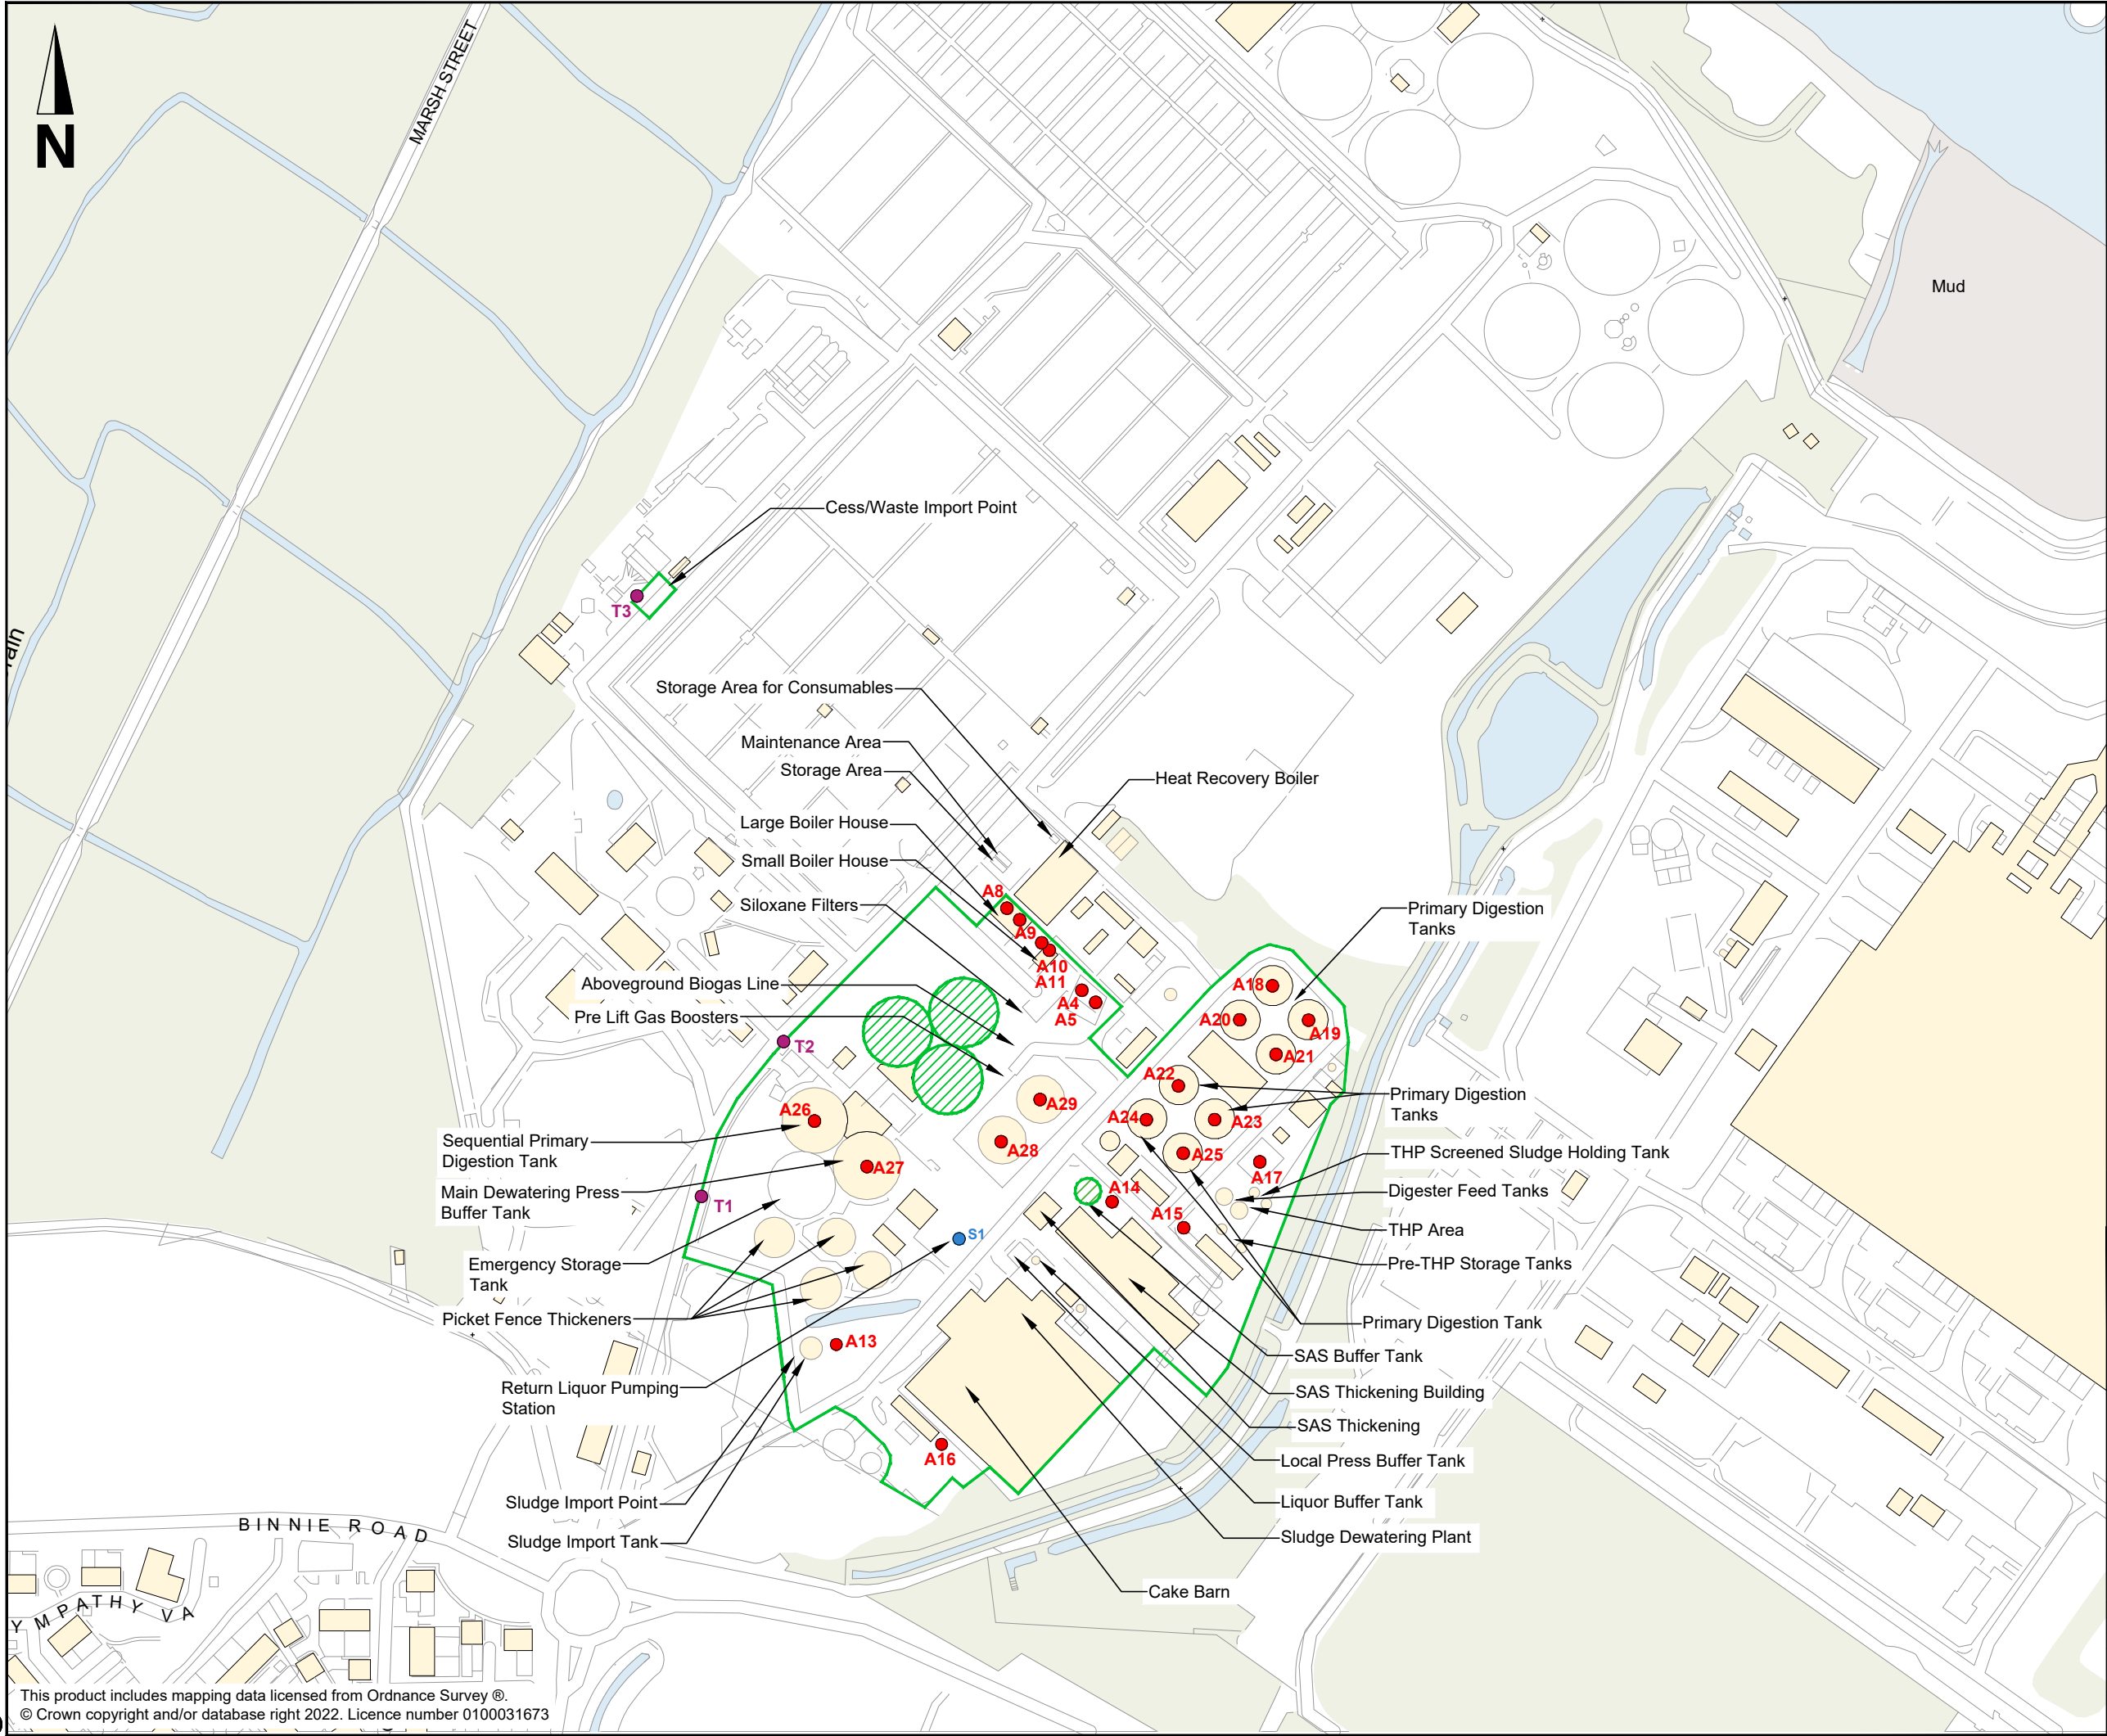 MARSH STREET
N
Mud
Cess/Waste Import Point
T3
Storage Area for Consumables
Maintenance Area
Storage Area
Heat Recovery Boiler
Large Boiler House
Small Boiler House
A8
Siloxane Filters
A9
Primary Digestion
Tanks
A10
A11
Aboveground Biogas Line
A18
A4
Pre Lift Gas Boosters
A5
A20
A19
T2
A21
A22
A29
Primary Digestion
Tanks
A26
A24
A23
Sequential Primary
Digestion Tank
A28
A25
THP Screened Sludge Holding Tank
A27
A17
Main Dewatering Press
Buffer Tank
A14
Digester Feed Tanks
T1
A15
THP Area
S1
Emergency Storage
Tank
Pre-THP Storage Tanks
Picket Fence Thickeners
Primary Digestion Tank
A13
SAS Buffer Tank
Return Liquor Pumping
Station
SAS Thickening Building
SAS Thickening
A16
Local Press Buffer Tank
Sludge Import Point
Liquor Buffer Tank
Sludge Import Tank
Sludge Dewatering Plant
BINNIE ROAD
Cake Barn
YMPATHY VA
This product includes mapping data licensed from Ordnance Survey ®.
© Crown copyright and/or database right 2022. Licence number 0100031673